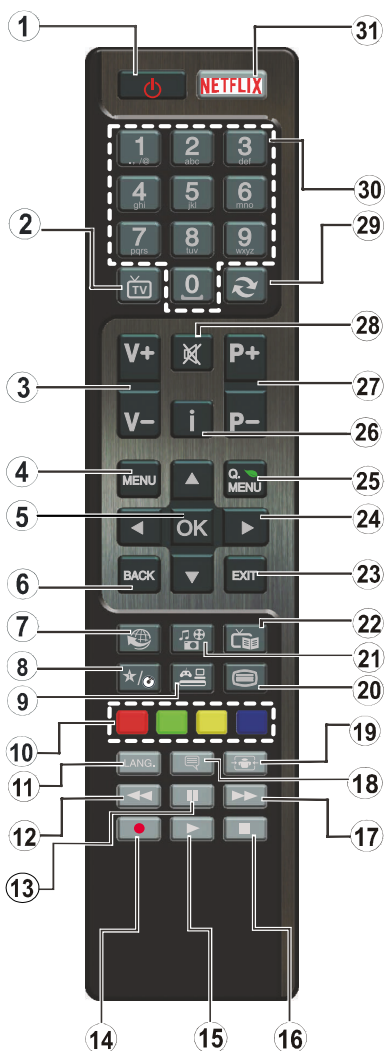 1 31
NETFLIX
1 2 3
. , /@ abc def
4 5 6
ghi jkl mno
30
7 8 9
pqrs tuv wxyz
2 29
TV 0
28
V+ P+
3 27
V- i P-
26
4 25
MENU Q.
MENU
5 OK 24
BACK EXIT
6 23
7 22
21
8 20
9
10 19
LANG.
11 18
12 17
13
14 15 16